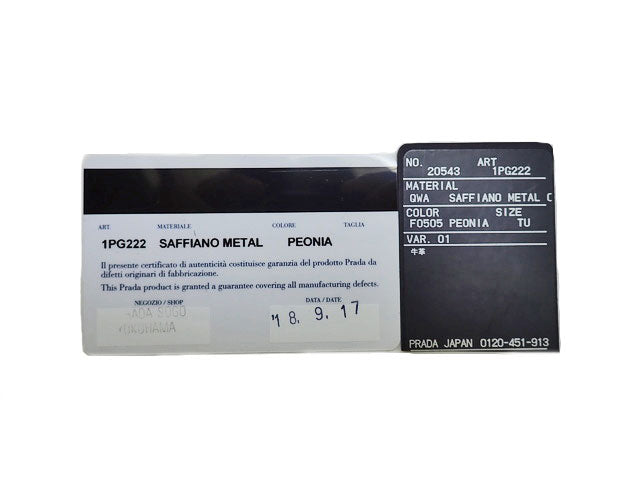 ART MATERIALE COLORE TAGLIA
1PG222 SAFFIANO METAL PEONIA
Il presente certificato di autenticità costituisce garanzia del prodotto Prada da
difetti originari di fabbricazione.
This Prada product is granted a guarantee covering all manufacturing defects.
NEGOZIO / SHOP DATA / DATE
SOGO
'18. 9. 17
NO. ART
20543 1PG222
MATERIAL
QWA SAFFIANO METAL C
COLOR SIZE
F0505 PEONIA TU
VAR. 01
牛革
PRADA JAPAN 0120-451-913